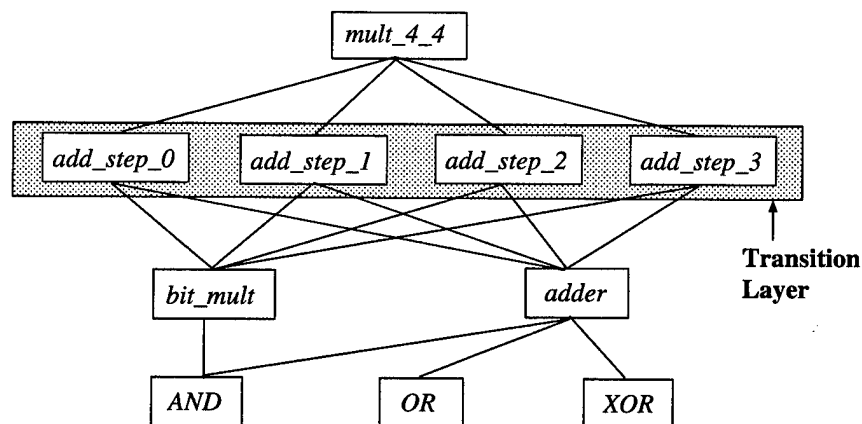 mult_4_4
add_step_0
add_step_1
add_step_2
add_step_3
Transition
Layer
bit_mult
adder
AND
OR
XOR